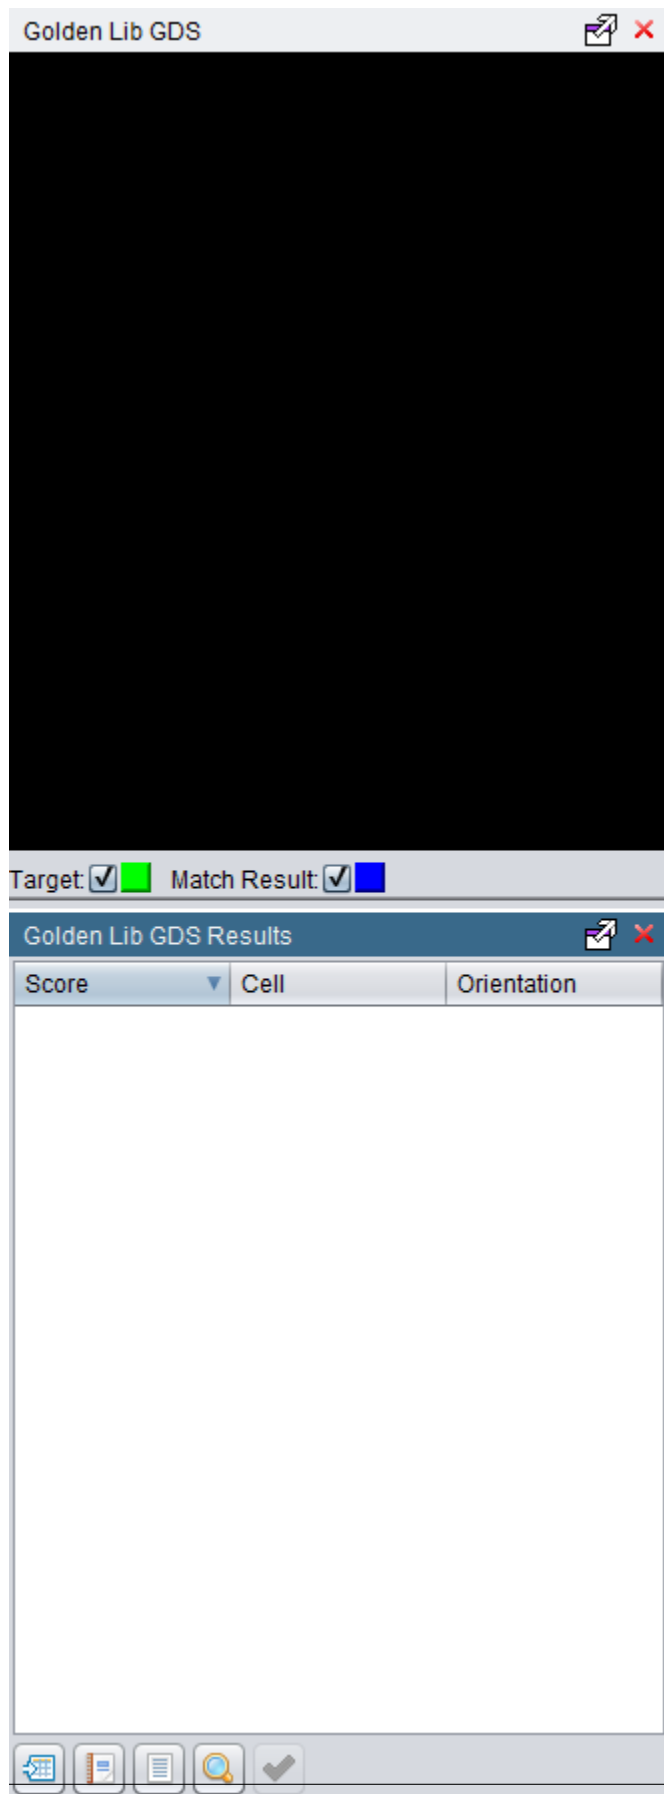 Golden Lib GDS
Target: Match Result:
Golden Lib GDS Results
Score Cell Orientation